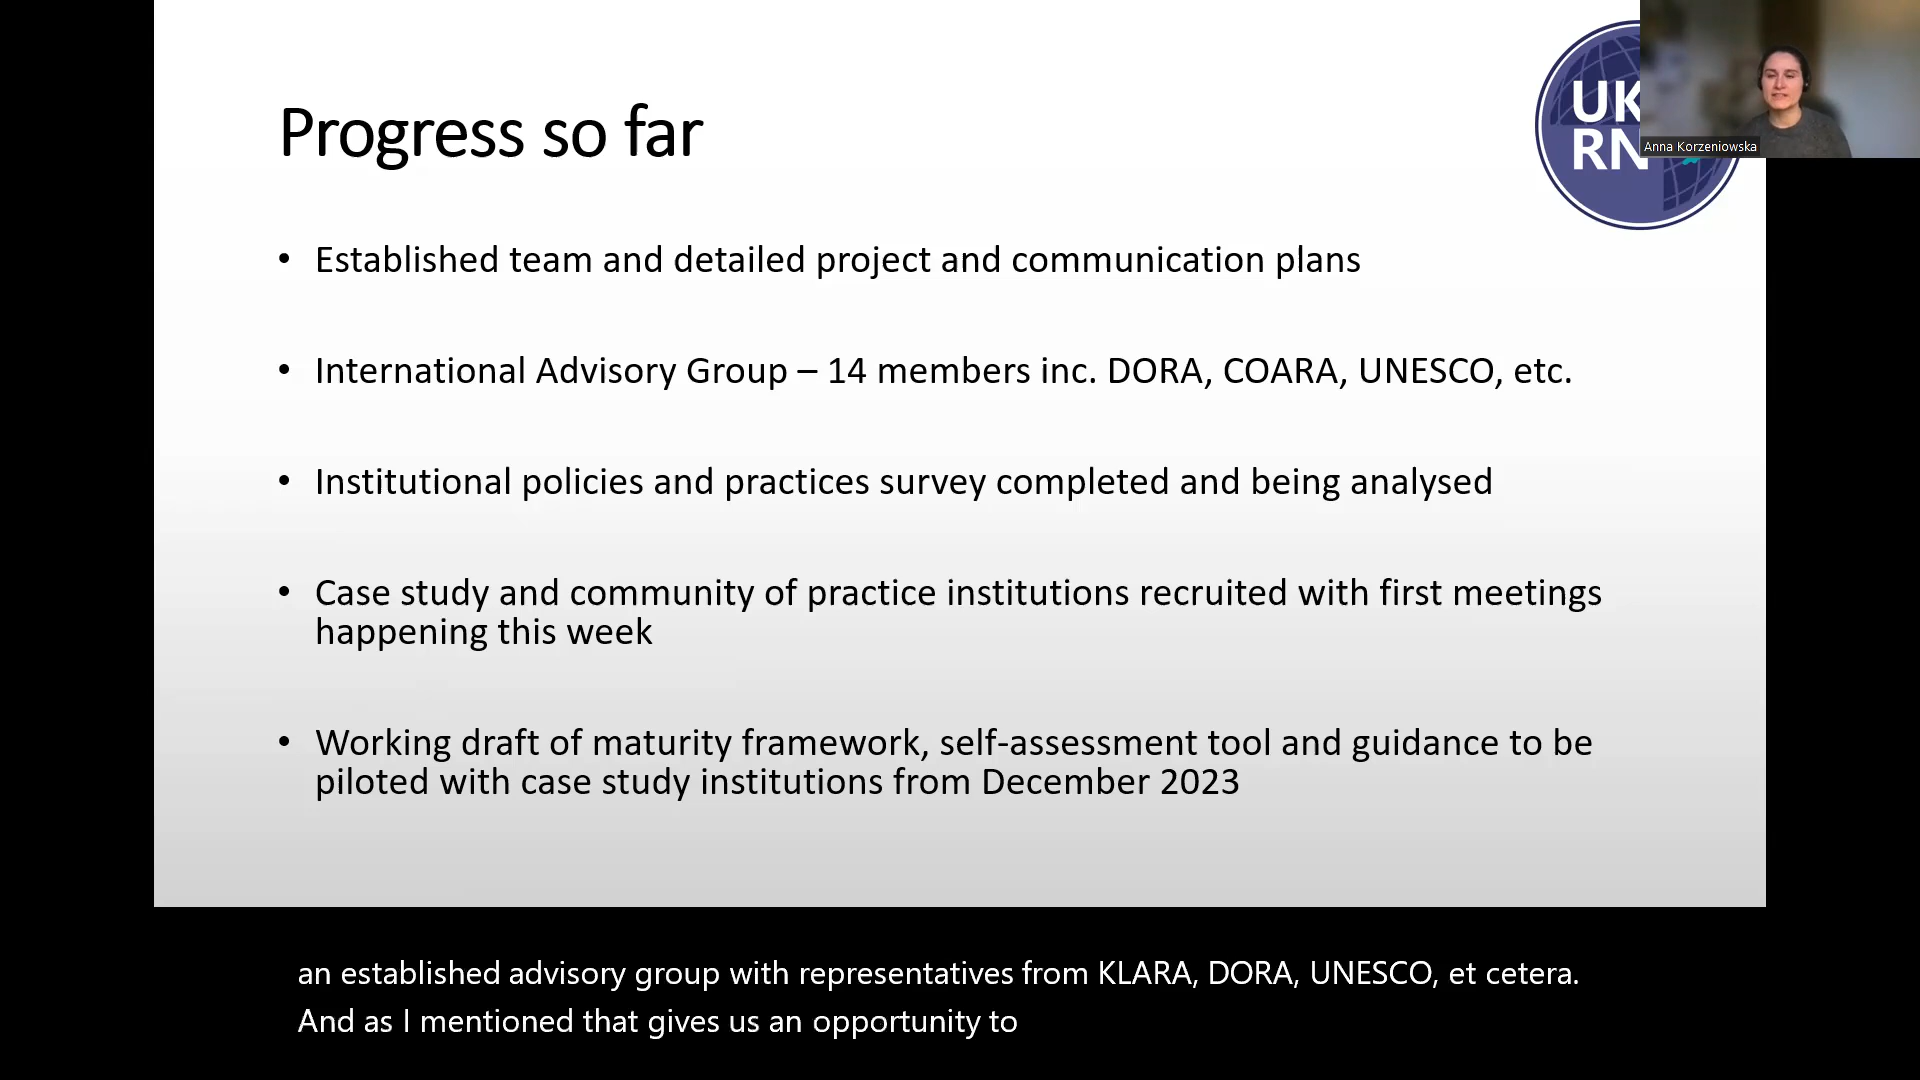 Progress so far
UK
RN
Anna Korzeniowska
• Established team and detailed project and communication plans
• International Advisory Group – 14 members inc. DORA, COARA, UNESCO, etc.
• Institutional policies and practices survey completed and being analysed
• Case study and community of practice institutions recruited with first meetings
happening this week
• Working draft of maturity framework, self-assessment tool and guidance to be
piloted with case study institutions from December 2023
an established advisory group with representatives from KLARA, DORA, UNESCO, et cetera.
And as I mentioned that gives us an opportunity to